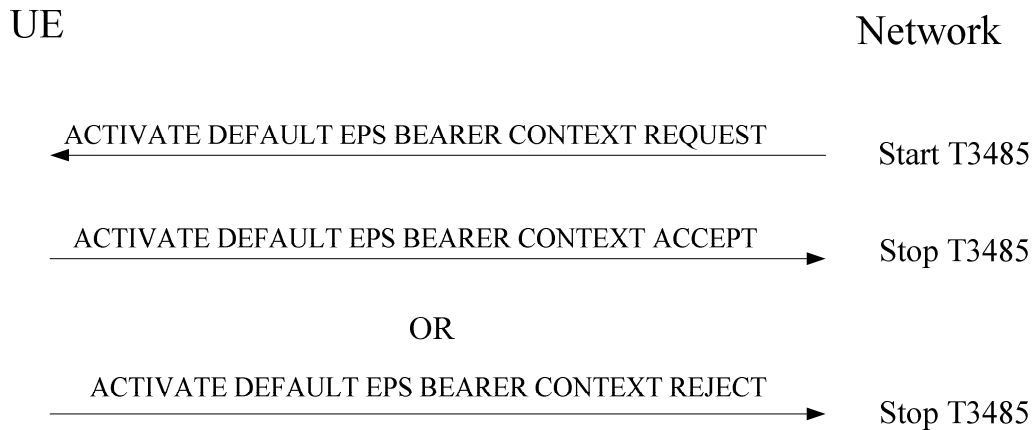 UE
Network
ACTIVATE DEFAULT EPS BEARER CONTEXT REQUEST
Start T3485
ACTIVATE DEFAULT EPS BEARER CONTEXT ACCEPT
Stop T3485
OR
ACTIVATE DEFAULT EPS BEARER CONTEXT REJECT
Stop T3485